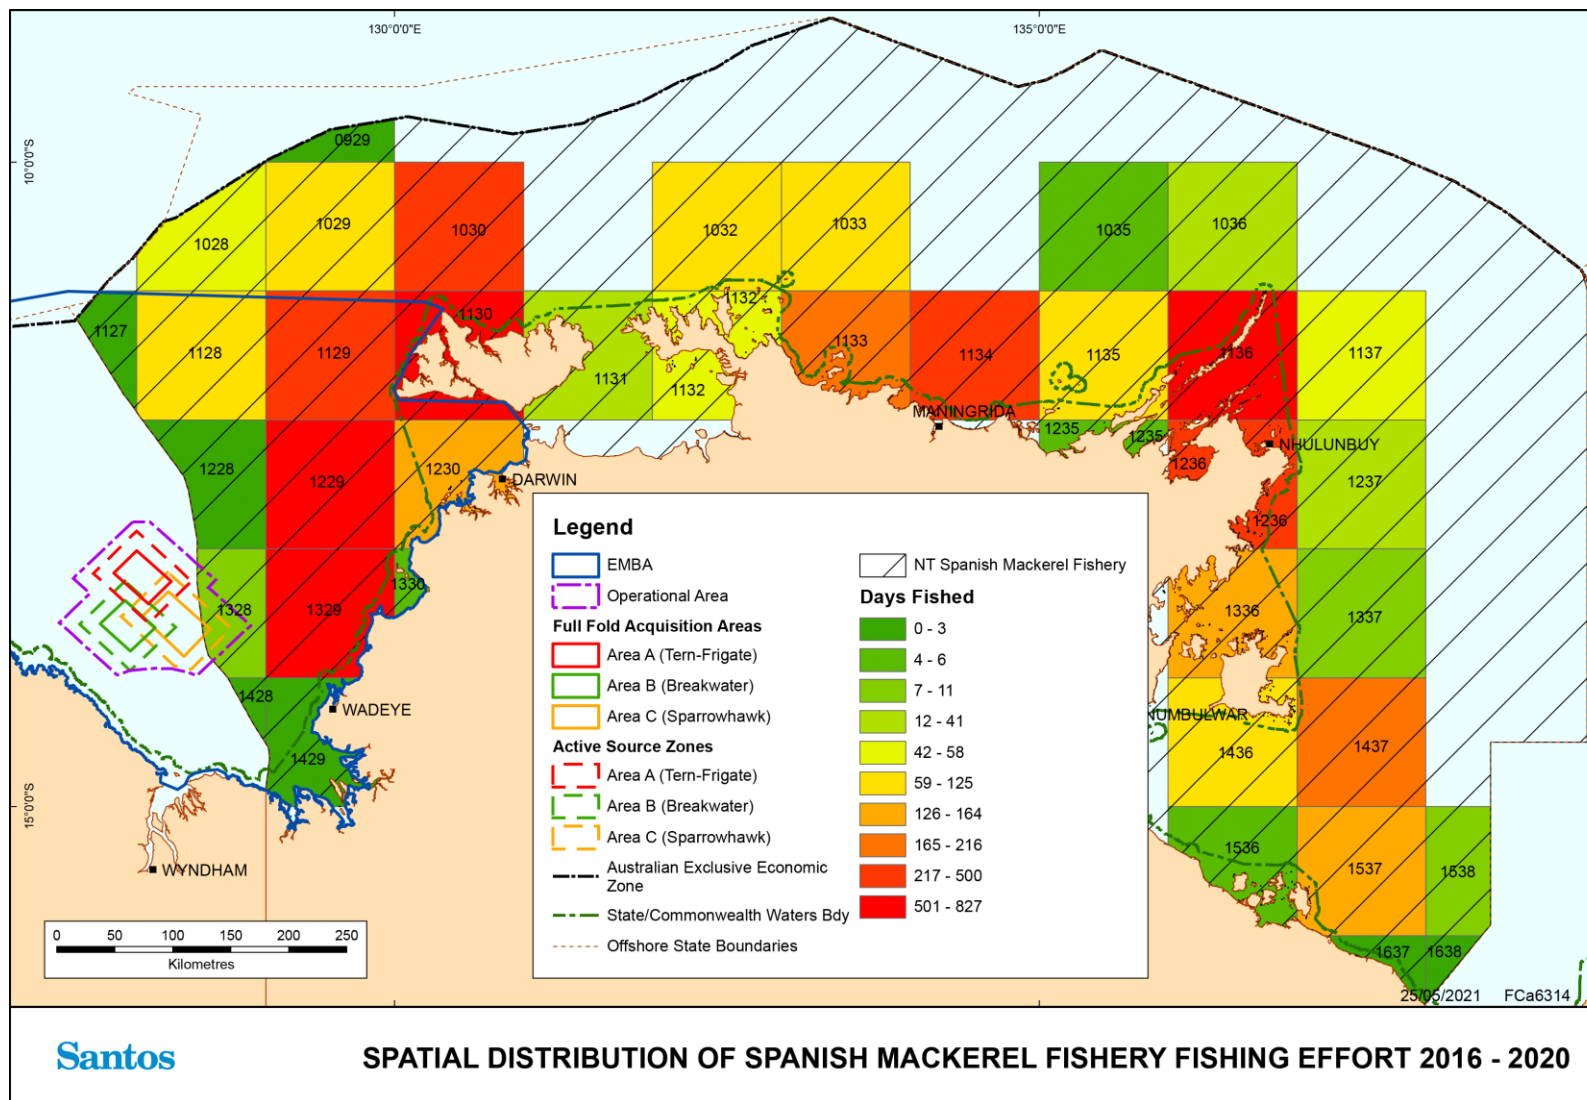 130°0'0"E
135°0'0"E
10°0'0"S
15°0'0"S
0929
1028
1029
1030
1032
1033
1035
1036
1127
1128
1129
1130
1131
1132
1132
1133
1134
1135
1136
1137
MANINGRIDA
1228
1229
1230
1235
1235
1236
NHULUNBUY
1237
DARWIN
1236
1328
1329
1330
1336
1337
1428
WADEYE
1429
NUMBULWAR
1436
1437
WYNDHAM
1536
1537
1538
1637
1638
Legend
EMBA
Operational Area
Full Fold Acquisition Areas
Area A (Tern-Frigate)
Area B (Breakwater)
Area C (Sparrowhawk)
Active Source Zones
Area A (Tern-Frigate)
Area B (Breakwater)
Area C (Sparrowhawk)
Australian Exclusive Economic
Zone
State/Commonwealth Waters Bdy
Offshore State Boundaries
NT Spanish Mackerel Fishery
Days Fished
0 - 3
4 - 6
7 - 11
12 - 41
42 - 58
59 - 125
126 - 164
165 - 216
217 - 500
501 - 827
0 50 100 150 200 250
Kilometres
25/05/2021 FCa6314
Santos
SPATIAL DISTRIBUTION OF SPANISH MACKEREL FISHERY FISHING EFFORT 2016 - 2020